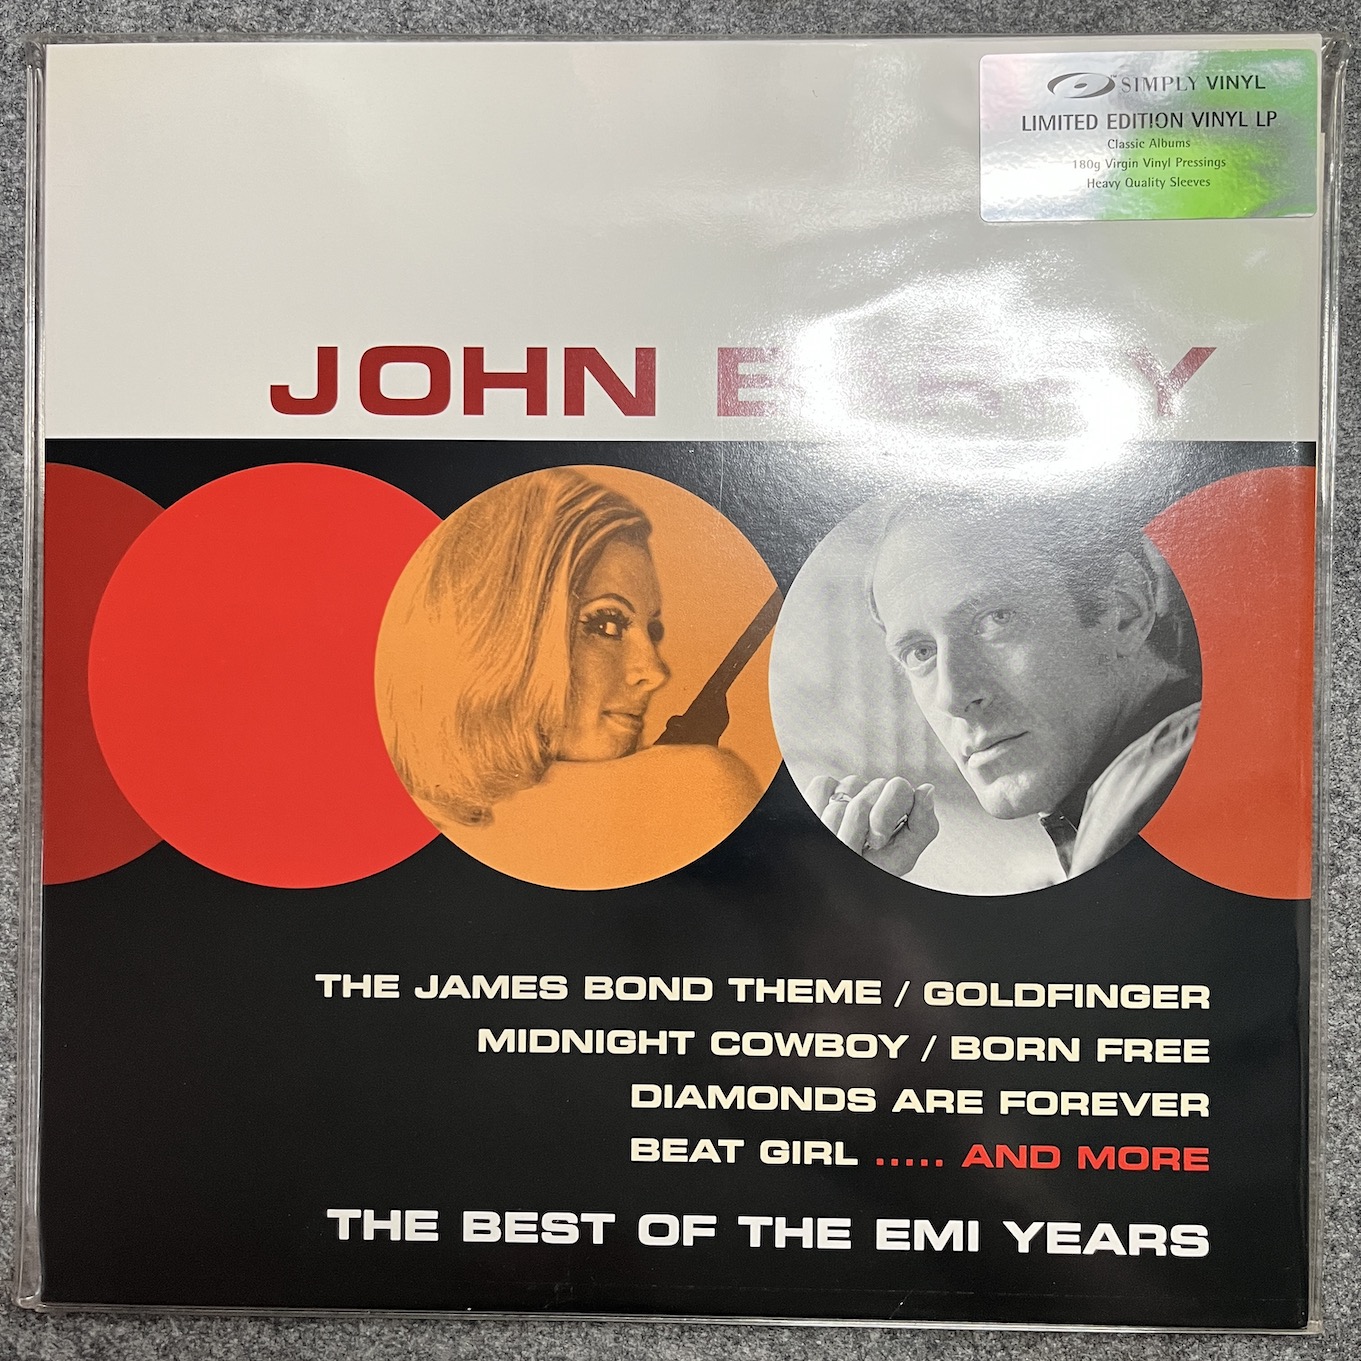 SIMPLY VINYL
LIMITED EDITION VINYL LP
Classic Albums
180g Virgin Vinyl Pressings
Heavy Quality Sleeves
JOHN BARRY
THE JAMES BOND THEME / GOLDFINGER
MIDNIGHT COWBOY / BORN FREE
DIAMONDS ARE FOREVER
BEAT GIRL ..... AND MORE
THE BEST OF THE EMI YEARS